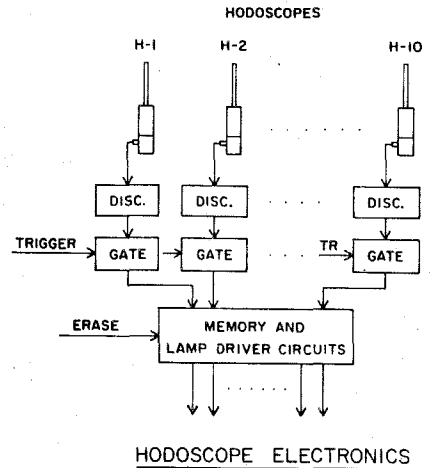 HODOSCOPES
H-1 H-2 H-10
DISC. DISC. DISC.
TRIGGER GATE GATE TR GATE
ERASE MEMORY AND
LAMP DRIVER CIRCUITS
HODOSCOPE ELECTRONICS